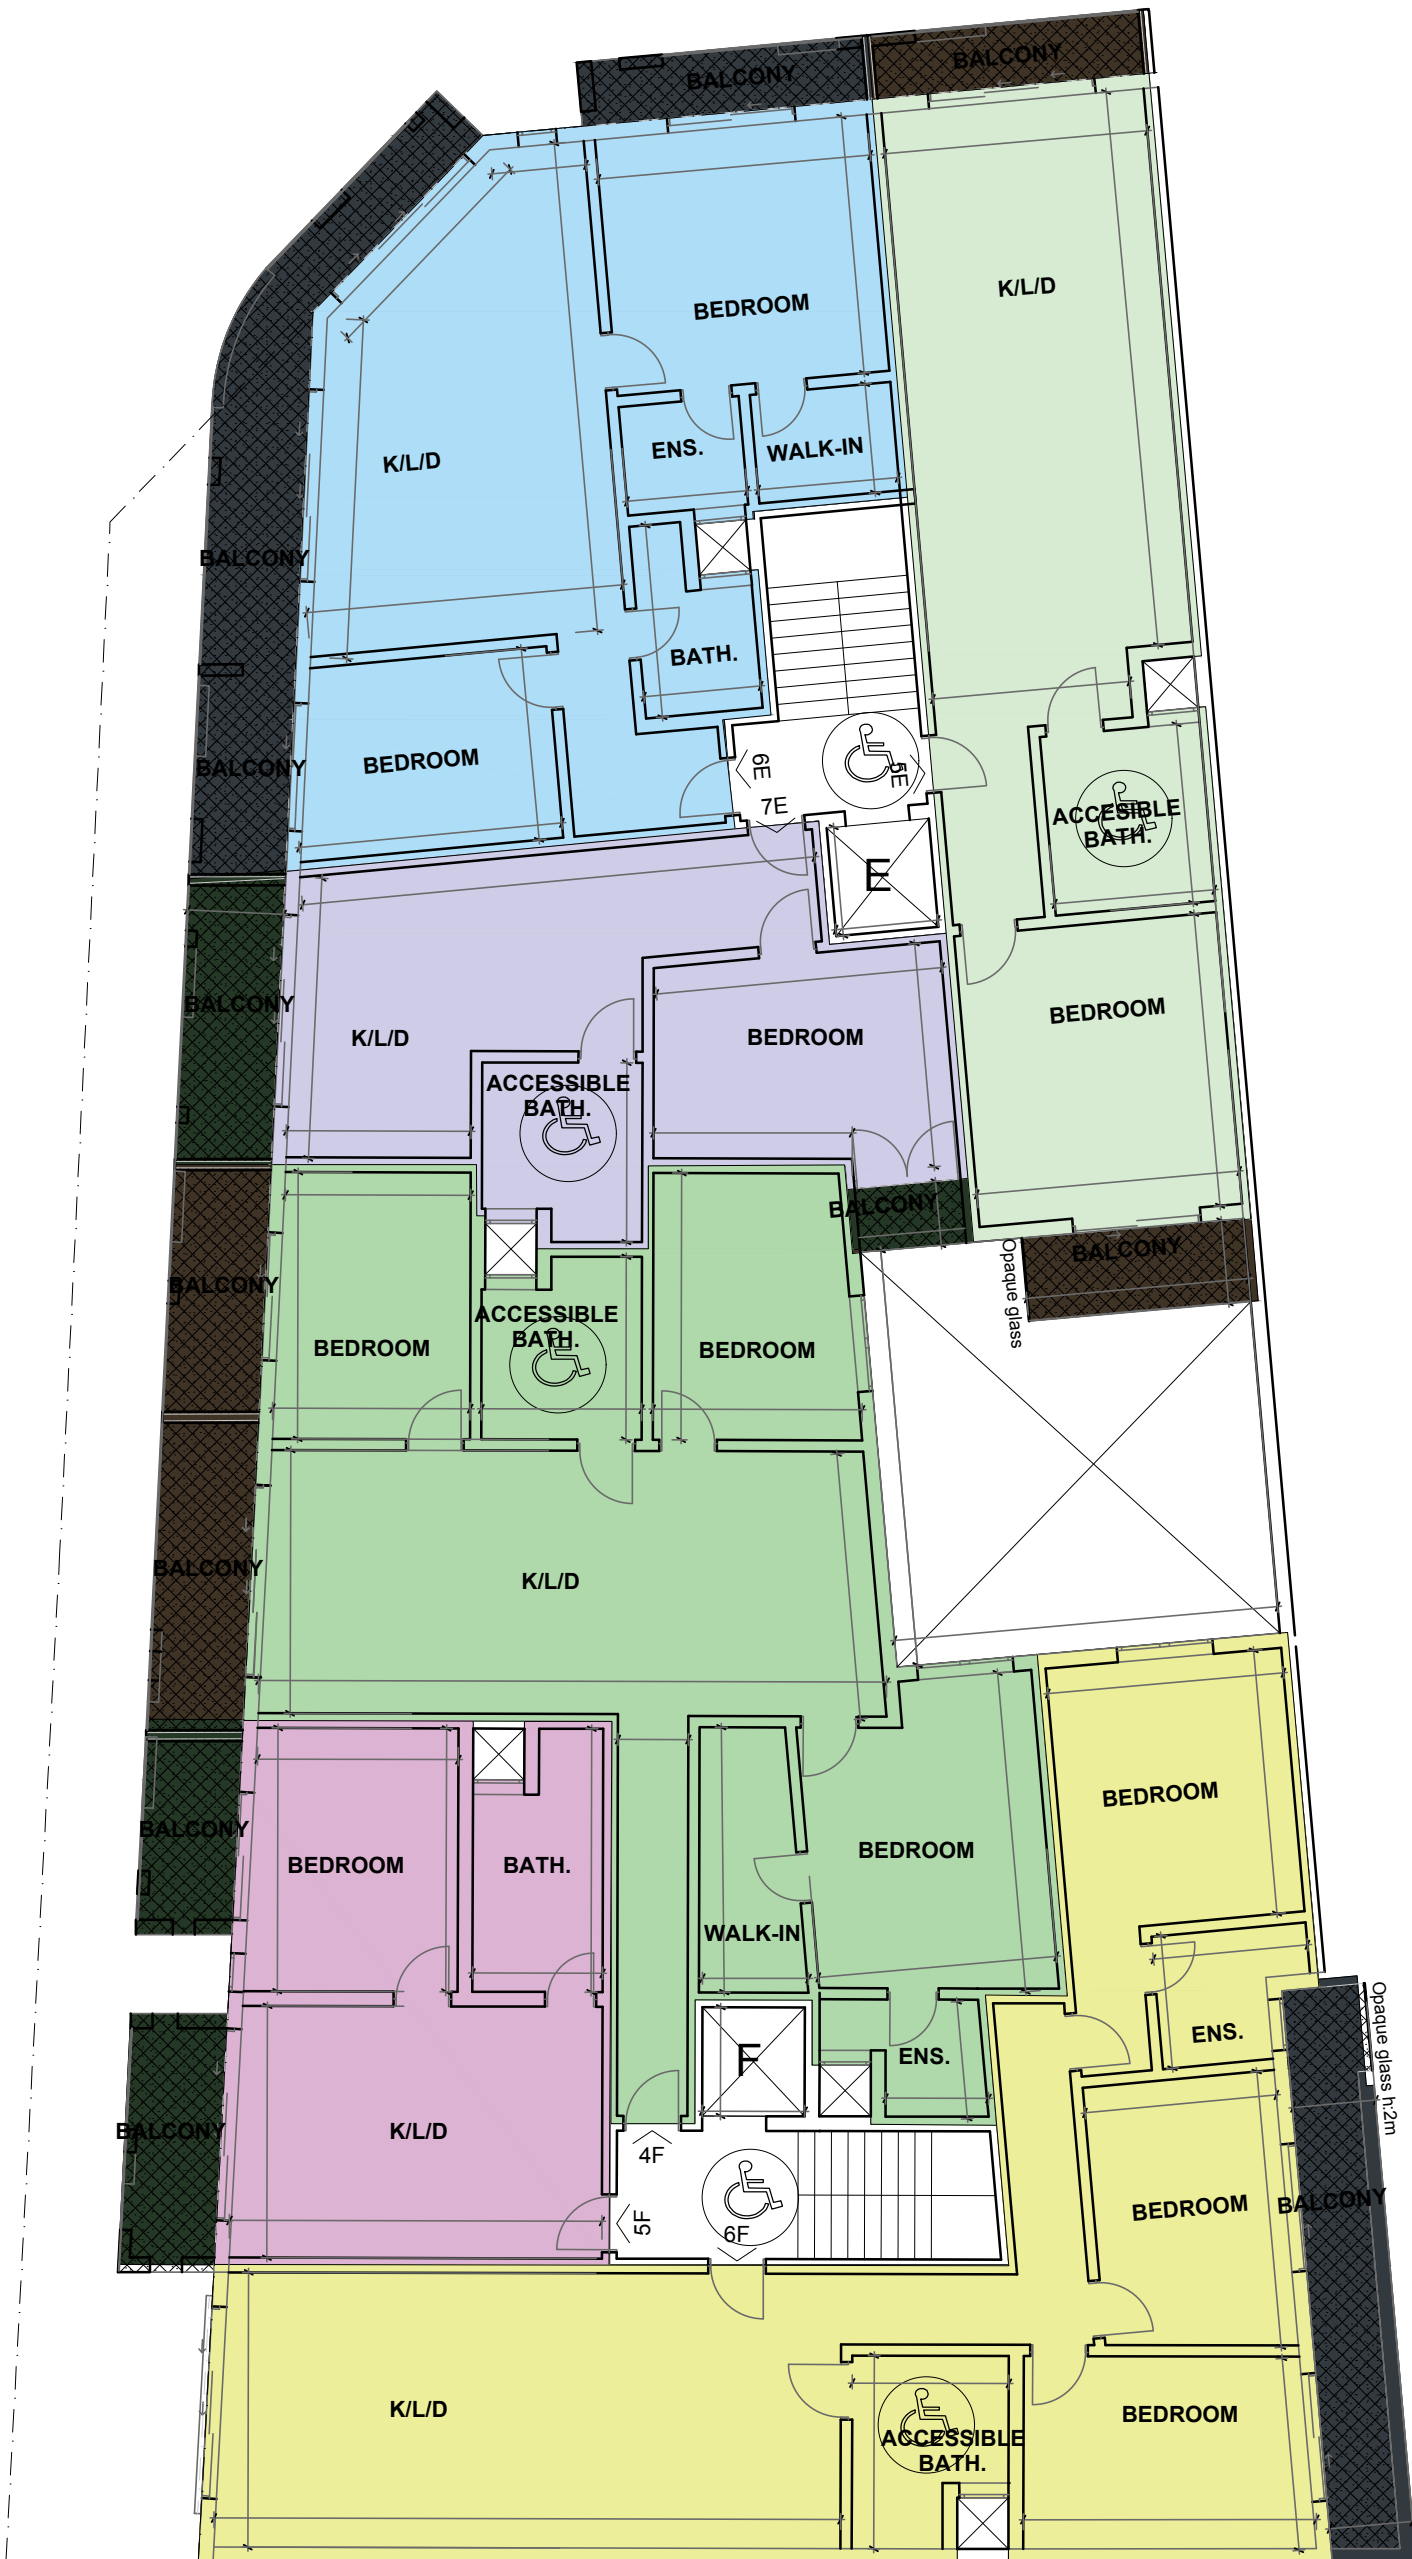 BALCONY
BALCONY
K/L/D
BEDROOM
K/L/D
ENS.
WALK-IN
BALCONY
BATH.
BEDROOM
BALCONY
6E
5E
7E
ACCESIBLE
BATH.
E
BALCONY
K/L/D
BEDROOM
BEDROOM
ACCESSIBLE
BATH.
BALCONY
BALCONY
Opaque glass
BALCONY
ACCESSIBLE
BATH.
BEDROOM
BEDROOM
BALCONY
K/L/D
BEDROOM
BALCONY
BEDROOM
BATH.
BEDROOM
WALK-IN
Opaque glass h:2m
ENS.
F
ENS.
BALCONY
K/L/D
4F
5F
6F
BEDROOM
BALCONY
K/L/D
BEDROOM
ACCESSIBLE
BATH.